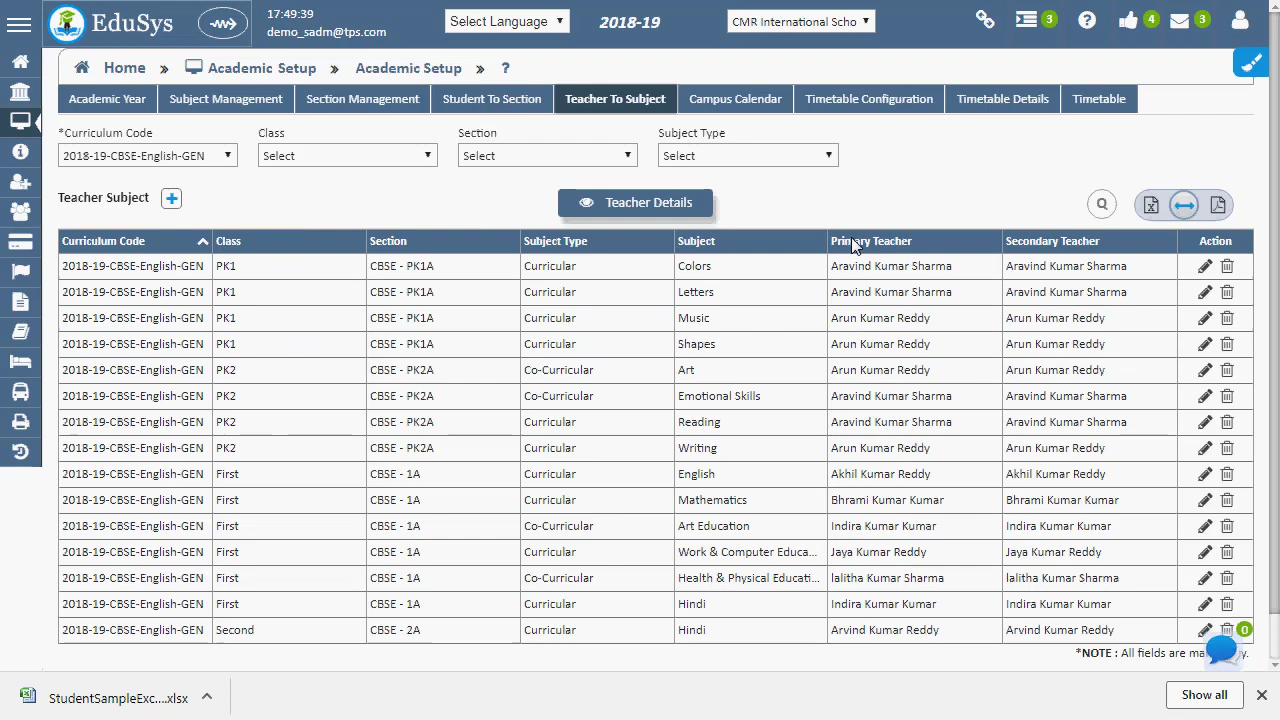 EduSys
17:49:39
demo_sadm@tps.com
Select Language
2018-19
CMR International Scho
3
4
3
Home » Academic Setup » Academic Setup » ?
Academic Year Subject Management Section Management Student To Section Teacher To Subject Campus Calendar Timetable Configuration Timetable Details Timetable
*Curriculum Code Class Section Subject Type
2018-19-CBSE-English-GEN Select Select Select
Teacher Subject
Teacher Details
Curriculum Code Class Section Subject Type Subject Primary Teacher Secondary Teacher Action
2018-19-CBSE-English-GEN PK1 CBSE - PK1A Curricular Colors Aravind Kumar Sharma Aravind Kumar Sharma
2018-19-CBSE-English-GEN PK1 CBSE - PK1A Curricular Letters Aravind Kumar Sharma Aravind Kumar Sharma
2018-19-CBSE-English-GEN PK1 CBSE - PK1A Curricular Music Arun Kumar Reddy Arun Kumar Reddy
2018-19-CBSE-English-GEN PK1 CBSE - PK1A Curricular Shapes Arun Kumar Reddy Arun Kumar Reddy
2018-19-CBSE-English-GEN PK2 CBSE - PK2A Co-Curricular Art Arun Kumar Reddy Arun Kumar Reddy
2018-19-CBSE-English-GEN PK2 CBSE - PK2A Co-Curricular Emotional Skills Aravind Kumar Sharma Aravind Kumar Sharma
2018-19-CBSE-English-GEN PK2 CBSE - PK2A Curricular Reading Aravind Kumar Sharma Aravind Kumar Sharma
2018-19-CBSE-English-GEN PK2 CBSE - PK2A Curricular Writing Arun Kumar Reddy Arun Kumar Reddy
2018-19-CBSE-English-GEN First CBSE - 1A Curricular English Akhil Kumar Reddy Akhil Kumar Reddy
2018-19-CBSE-English-GEN First CBSE - 1A Curricular Mathematics Bhrami Kumar Kumar Bhrami Kumar Kumar
2018-19-CBSE-English-GEN First CBSE - 1A Co-Curricular Art Education Indira Kumar Kumar Indira Kumar Kumar
2018-19-CBSE-English-GEN First CBSE - 1A Curricular Work & Computer Educa... Jaya Kumar Reddy Jaya Kumar Reddy
2018-19-CBSE-English-GEN First CBSE - 1A Co-Curricular Health & Physical Educati... lalitha Kumar Sharma lalitha Kumar Sharma
2018-19-CBSE-English-GEN First CBSE - 1A Curricular Hindi Indira Kumar Kumar Indira Kumar Kumar
2018-19-CBSE-English-GEN Second CBSE - 2A Curricular Hindi Arvind Kumar Reddy Arvind Kumar Reddy
0
*NOTE : All fields are
StudentSampleExc....xlsx
Show all